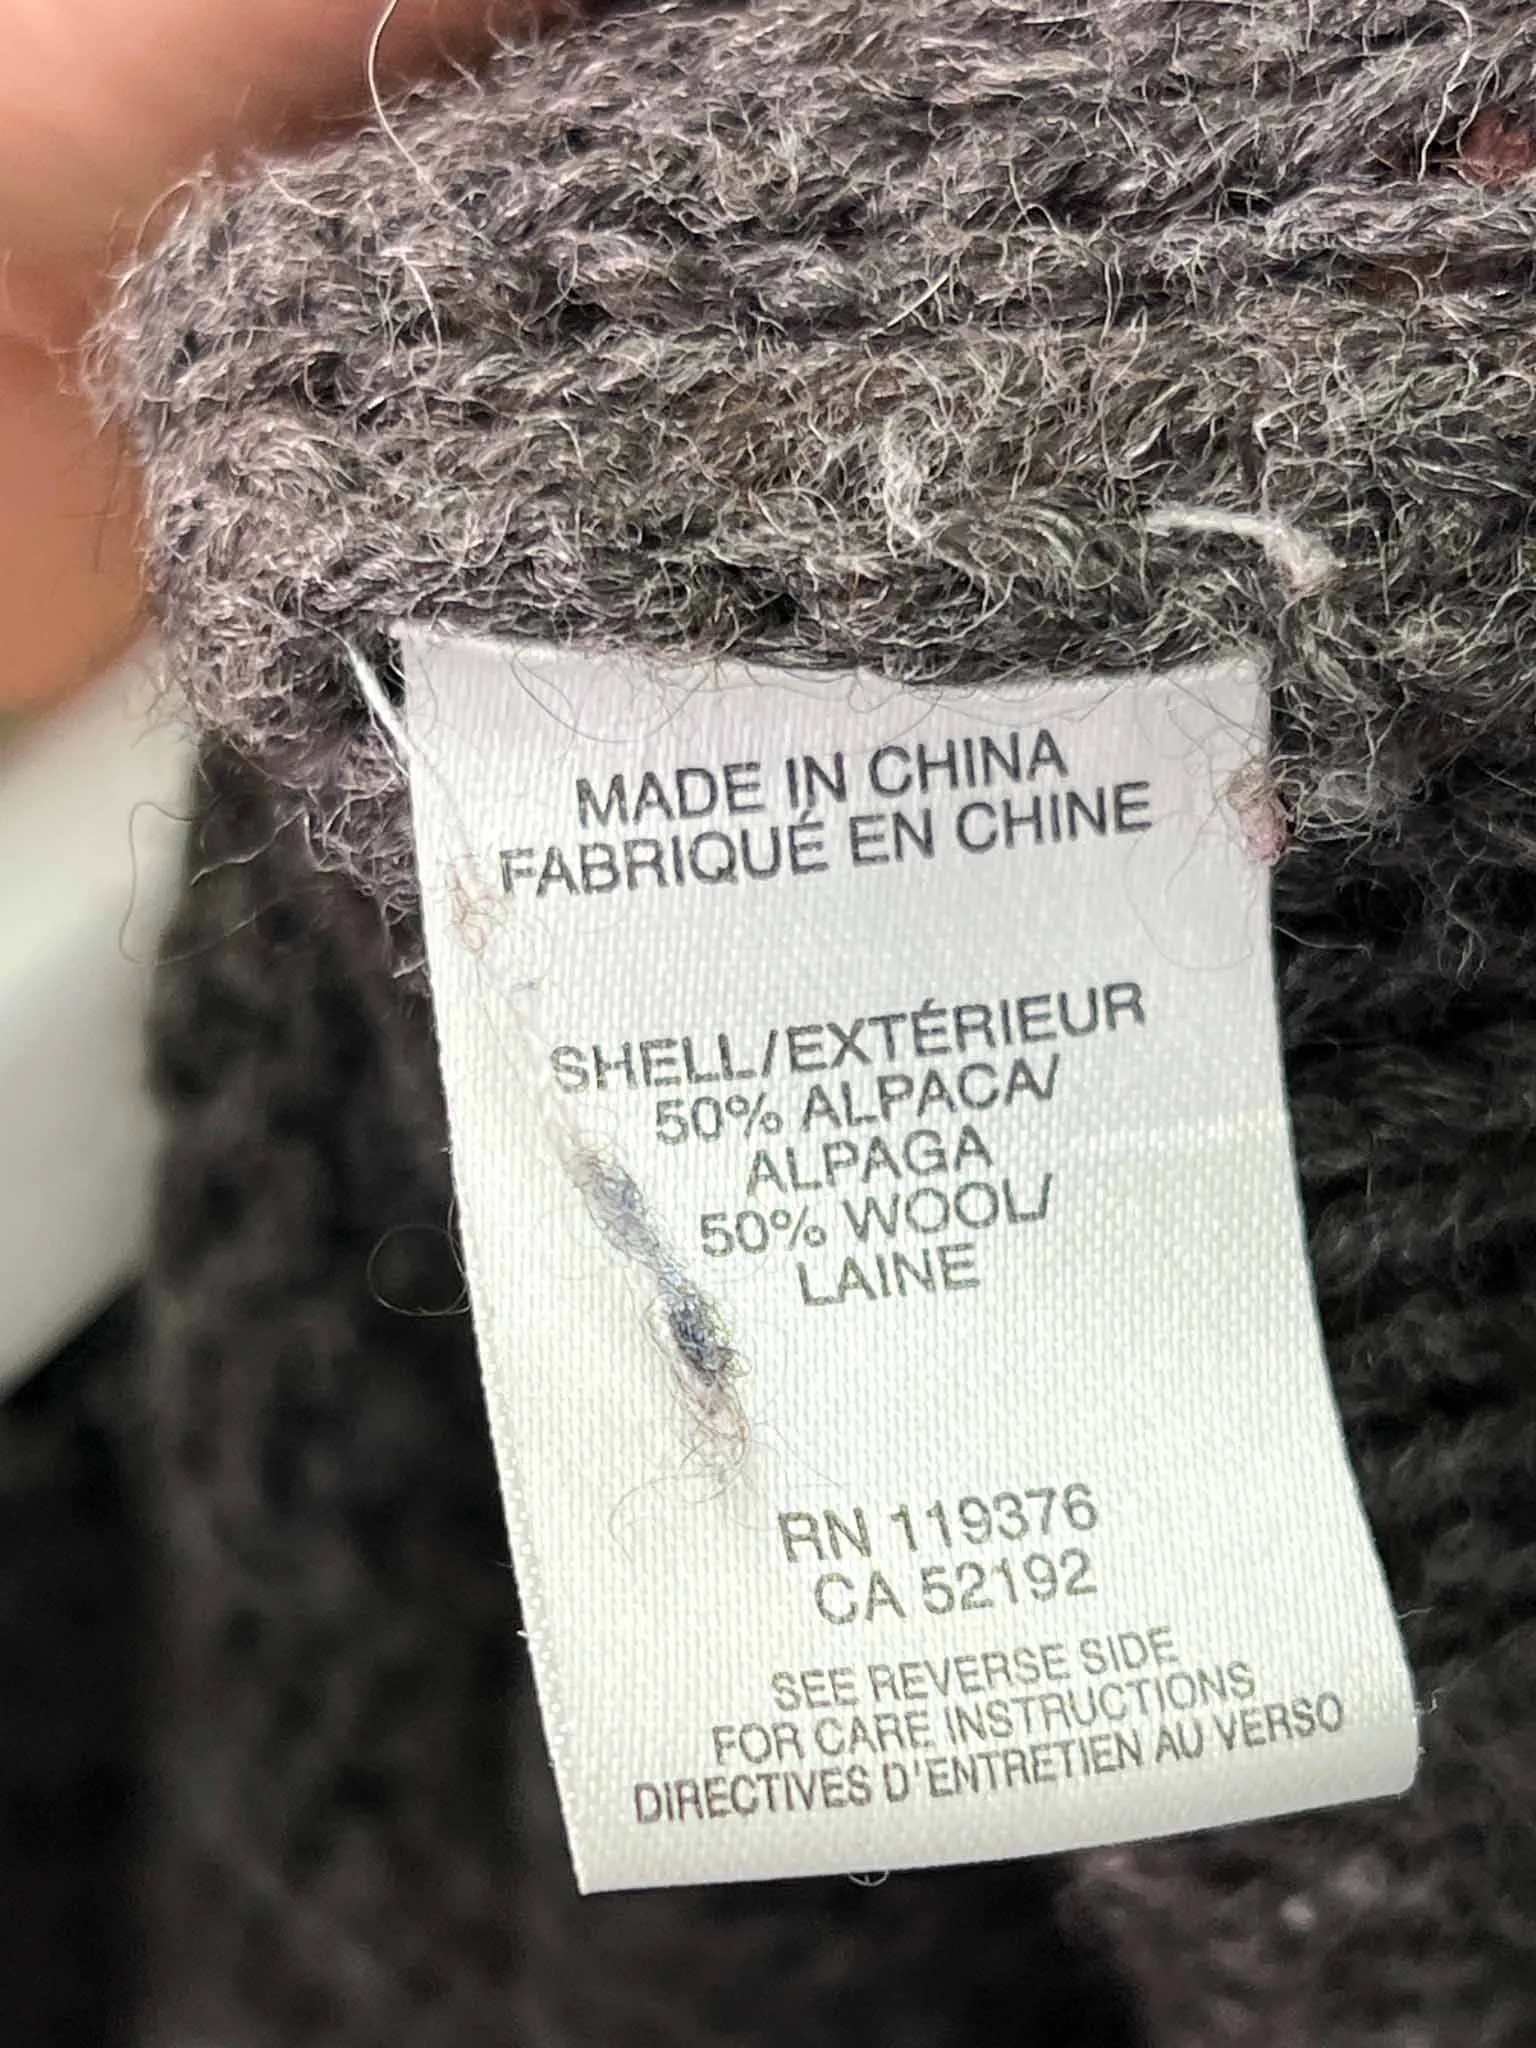 MADE IN CHINA
FABRIQUÉ EN CHINE
SHELL/EXTÉRIEUR
50% ALPACA/
ALPAGA
50% WOOL/
LAINE
RN 119376
CA 52192
SEE REVERSE SIDE
FOR CARE INSTRUCTIONS
DIRECTIVES D'ENTRETIEN AU VERSO